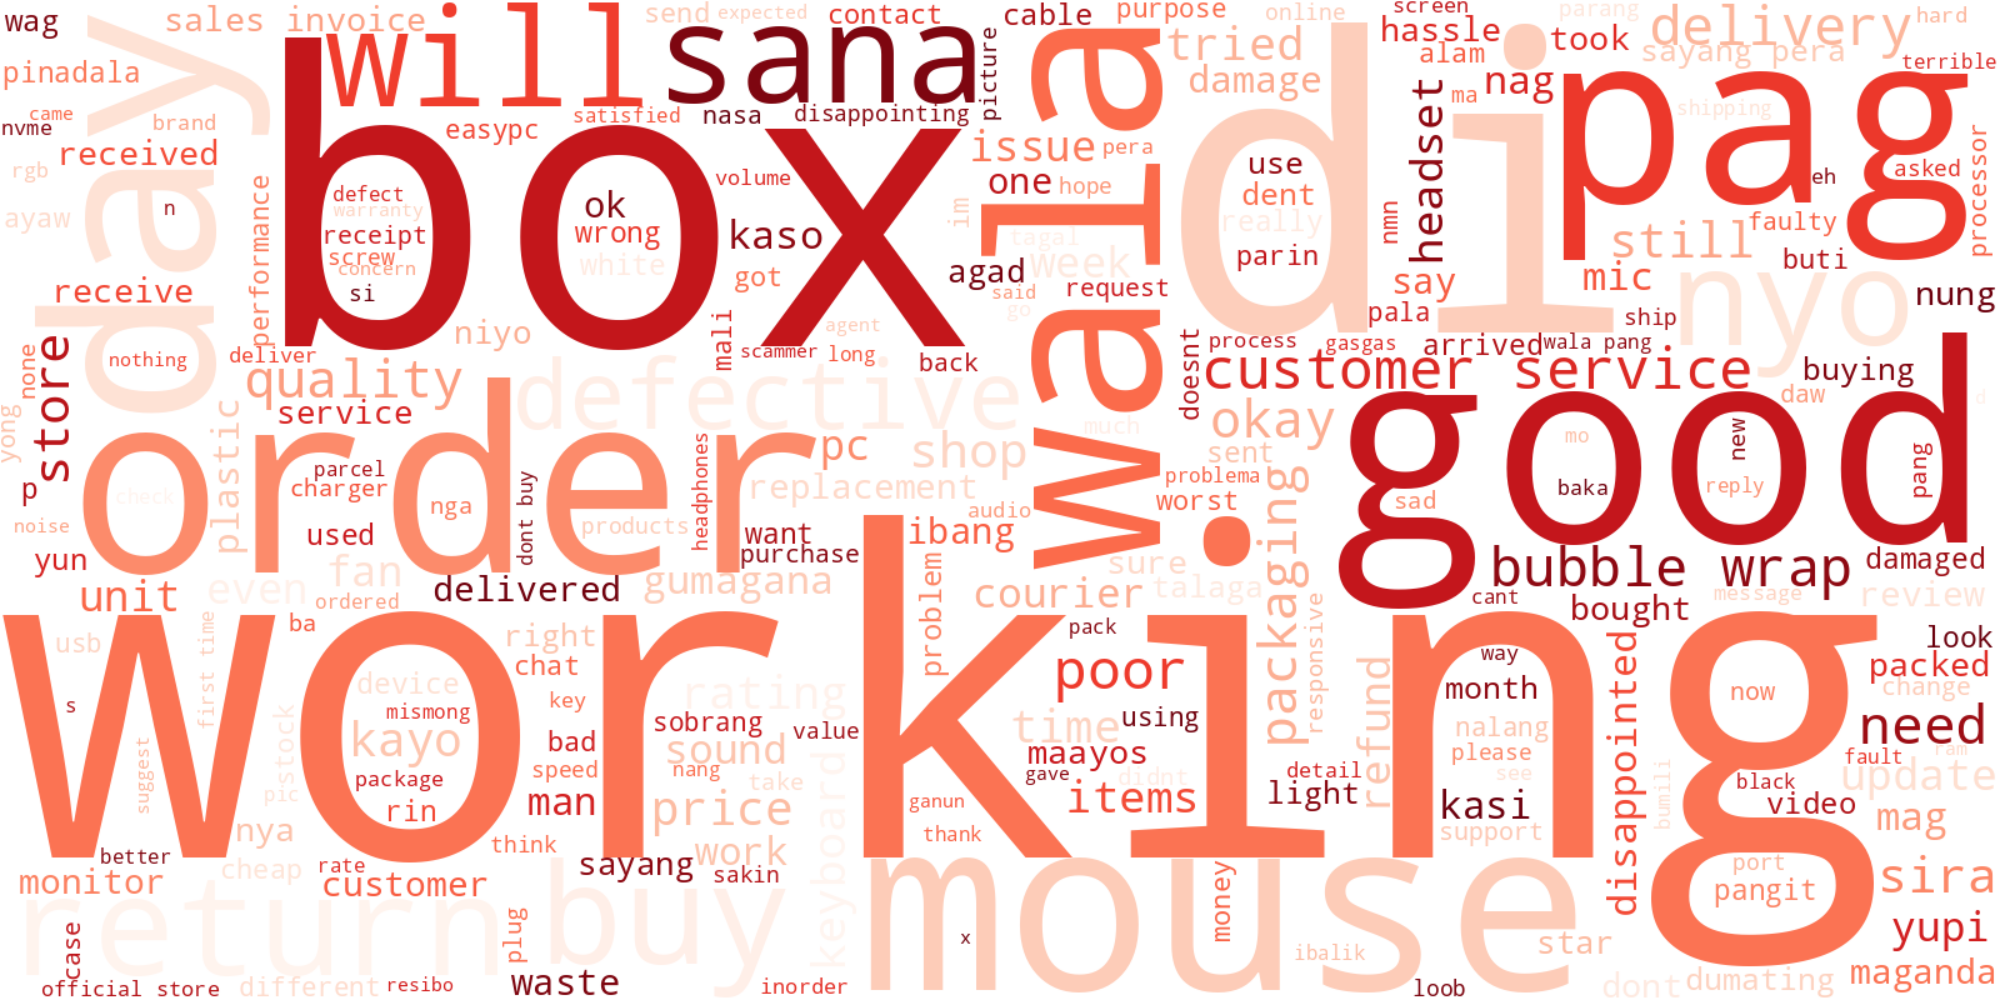 wag
sales invoice
send
expected
contact
cable
purpose
online
screen
parang
delivery
hard
pinadala
day
will
sana
picture
wala
tried
hassle
took
sayang pera
alam
terrible
came
nvme
brand
satisfied
nasa
disappointing
damage
headset
ma
nag
pag
shipping
received
box
easypc
issue
pera
di
processor
rgb
performance
defect
ok
volume
one
hope
use
eh
asked
ayaw
n
warranty
receipt
wrong
kaso
im
dent
really
nmn
faulty
screw
concern
white
tagal
parin
still
buti
receive
si
got
agad
week
said
request
say
mic
nyo
nung
go
niyo
mali
agent
pala
ship
store
none
nothing
deliver
scammer
long
back
doesnt
process
gasgas
arrived
wala pang
quality
defective
customer service
buying
daw
d
yong
plastic
service
order
headphones
pc
shop
much
okay
good
mo
new
pang
p
parcel
charger
nga
dont buy
replacement
sent
problema
worst
sad
baka
reply
noise
check
used
products
want
audio
ibang
yun
purchase
packaging
bubble wrap
damaged
unit
even
fan
delivered
gumagana
problem
sure
courier
talaga
cant
bought
message
review
ordered
ba
first time
usb
right
working
pack
responsive
way
disappointed
look
chat
poor
refund
month
packed
device
mismong
key
rating
now
change
s
kayo
sobrang
value
time
using
nalang
need
bad
sound
maayos
please
fault
ram
suggest
pistock
pic
package
speed
nang
take
keyboard
gave
didnt
detail
see
bumili
black
update
rin
man
price
ganun
items
light
kasi
video
mag
nya
think
work
thank
support
better
cheap
rate
sayang
sakin
port
monitor
customer
return
buy
mouse
money
pangit
sira
case
plug
x
star
yupi
ibalik
official store
different
resibo
waste
inorder
loob
dont
dumating
maganda